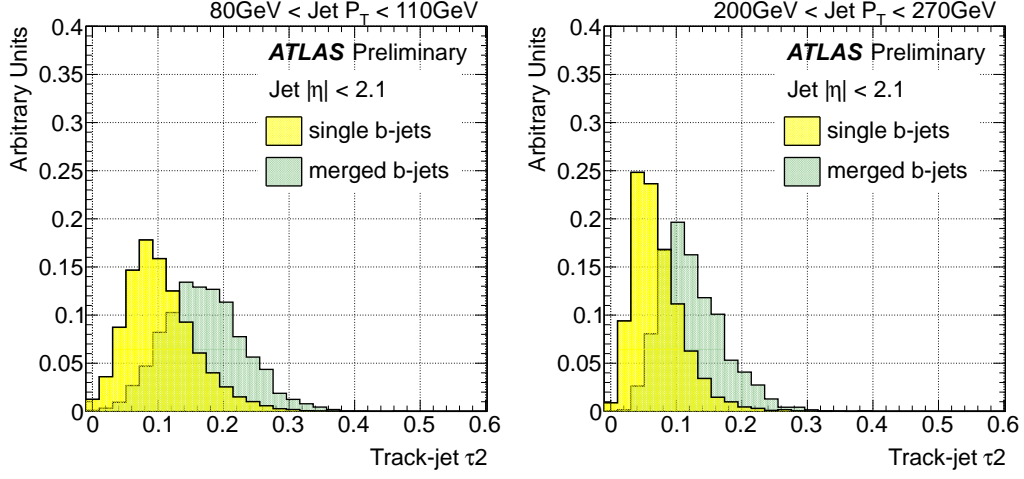 80GeV < Jet P_T < 110GeV
Arbitrary Units
0.4
0.35
0.3
0.25
0.2
0.15
0.1
0.05
0
ATLAS Preliminary
Jet |η| < 2.1
single b-jets
merged b-jets
0 0.1 0.2 0.3 0.4 0.5 0.6
Track-jet τ2
200GeV < Jet P_T < 270GeV
Arbitrary Units
0.4
0.35
0.3
0.25
0.2
0.15
0.1
0.05
0
ATLAS Preliminary
Jet |η| < 2.1
single b-jets
merged b-jets
0 0.1 0.2 0.3 0.4 0.5 0.6
Track-jet τ2